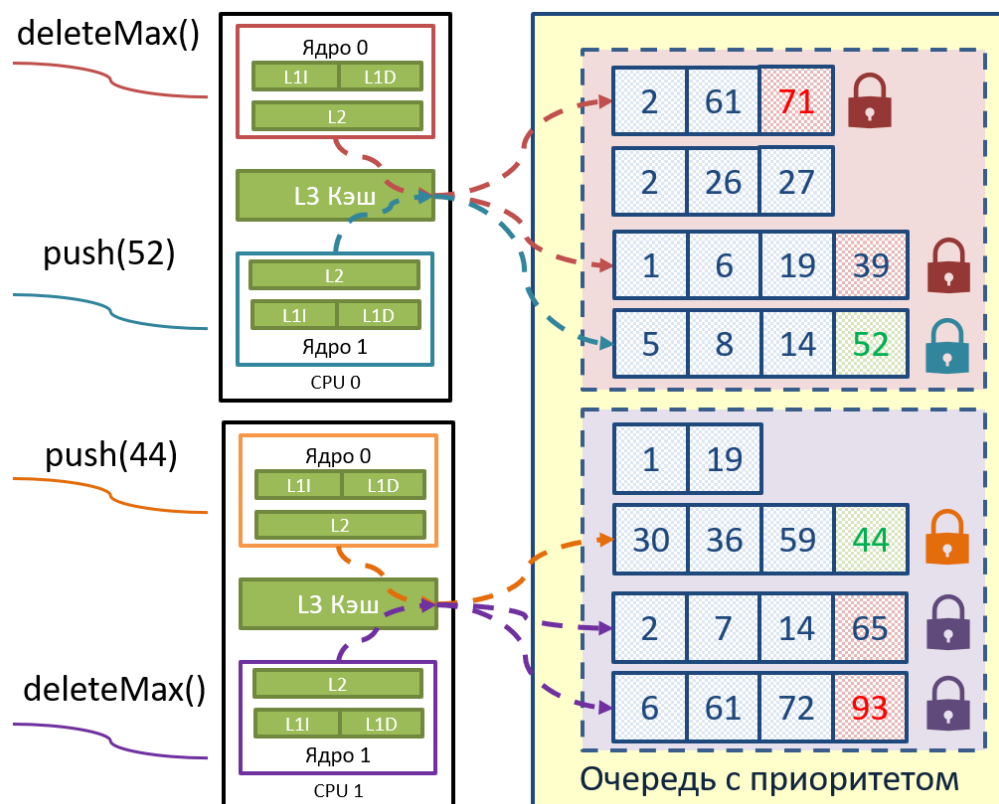 deleteMax()
Ядро 0
L1I L1D
L2
L3 Кэш
push(52)
L2
L1I L1D
Ядро 1
CPU 0
push(44)
Ядро 0
L1I L1D
L2
L3 Кэш
deleteMax()
L2
L1I L1D
Ядро 1
CPU 1
2 61 71
2 26 27
1 6 19 39
5 8 14 52
1 19
30 36 59 44
2 7 14 65
6 61 72 93
Очередь с приоритетом